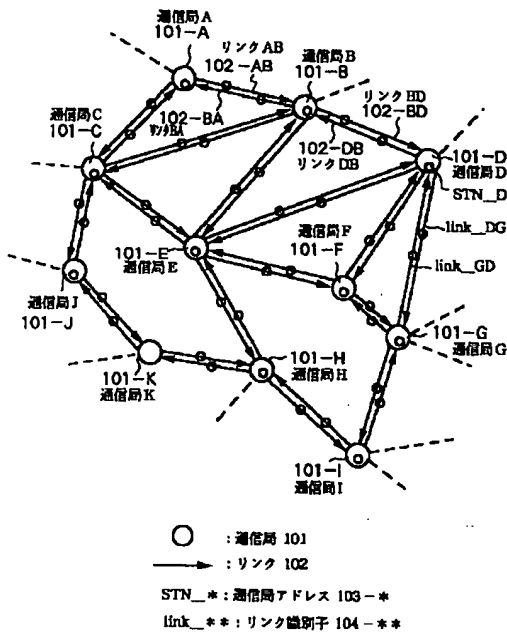 通信局A
101-A
リンクAB
102-AB
通信局B
101-B
リンクBD
102-BD
通信局C
101-C
102-BA
リンクBA
102-DB
リンクDB
101-D
通信局D
STN_D
101-E
通信局E
通信局F
101-F
link_DG
link_GD
通信局J
101-J
101-G
通信局G
101-K
通信局K
101-H
通信局H
101-I
通信局I
:通信局 101
:リンク 102
STN_*:通信局アドレス 103-*
link_**:リンク識別子 104-**